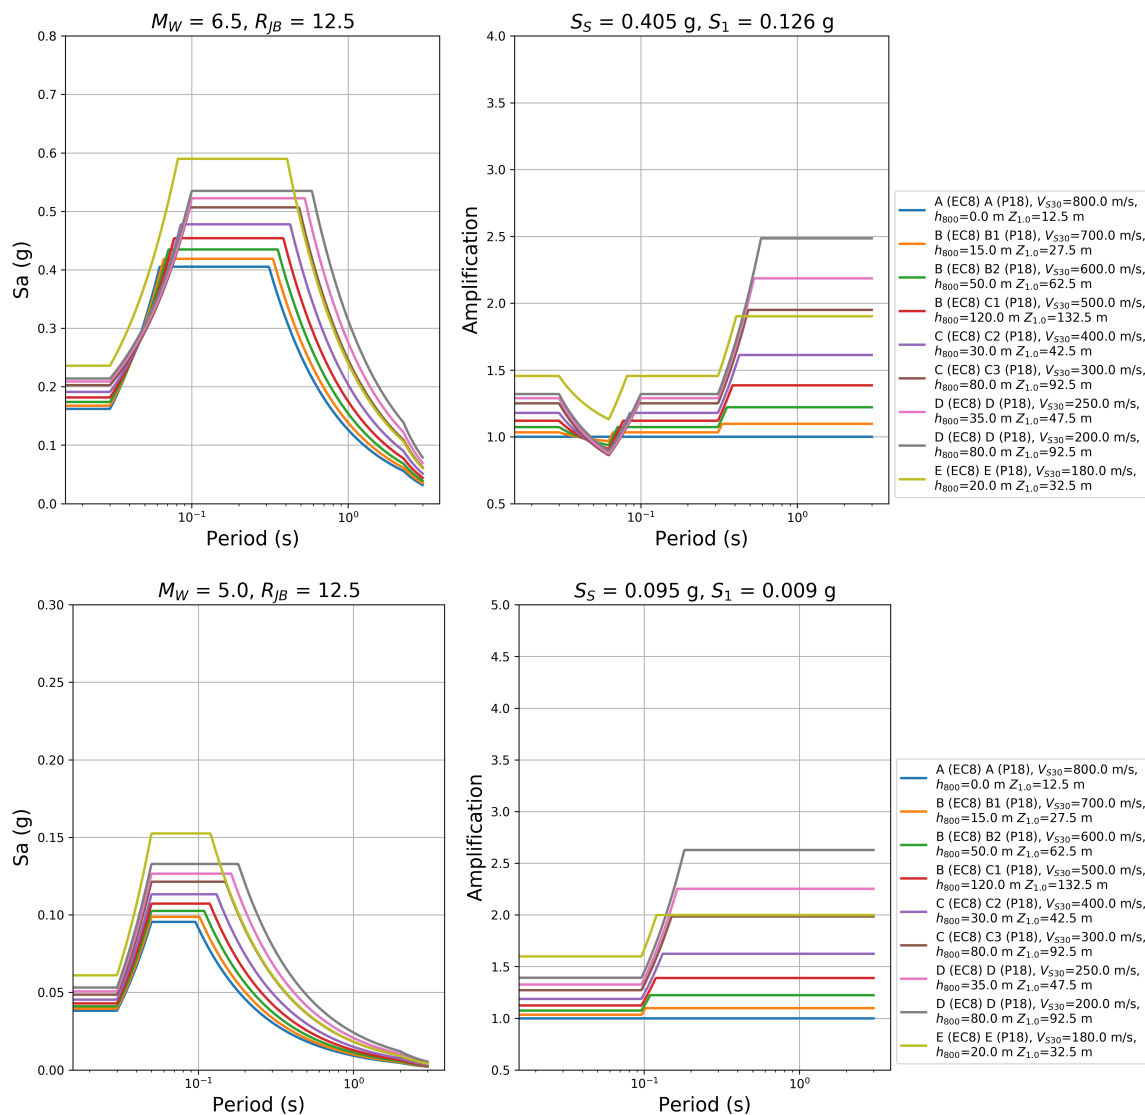 M_W = 6.5, R_JB = 12.5
Sa (g)
0.8
0.7
0.6
0.5
0.4
0.3
0.2
0.1
0.0
10⁻¹
10⁰
Period (s)
S_S = 0.405 g, S_1 = 0.126 g
Amplification
4.0
3.5
3.0
2.5
2.0
1.5
1.0
0.5
10⁻¹
10⁰
Period (s)
A (EC8) A (P18), V_S30=800.0 m/s,
h_800=0.0 m Z_1.0=12.5 m
B (EC8) B1 (P18), V_S30=700.0 m/s,
h_800=15.0 m Z_1.0=27.5 m
B (EC8) B2 (P18), V_S30=600.0 m/s,
h_800=50.0 m Z_1.0=62.5 m
B (EC8) C1 (P18), V_S30=500.0 m/s,
h_800=120.0 m Z_1.0=132.5 m
C (EC8) C2 (P18), V_S30=400.0 m/s,
h_800=30.0 m Z_1.0=42.5 m
C (EC8) C3 (P18), V_S30=300.0 m/s,
h_800=80.0 m Z_1.0=92.5 m
D (EC8) D (P18), V_S30=250.0 m/s,
h_800=35.0 m Z_1.0=47.5 m
D (EC8) D (P18), V_S30=200.0 m/s,
h_800=80.0 m Z_1.0=92.5 m
E (EC8) E (P18), V_S30=180.0 m/s,
h_800=20.0 m Z_1.0=32.5 m
M_W = 5.0, R_JB = 12.5
Sa (g)
0.30
0.25
0.20
0.15
0.10
0.05
0.00
10⁻¹
10⁰
Period (s)
S_S = 0.095 g, S_1 = 0.009 g
Amplification
5.0
4.5
4.0
3.5
3.0
2.5
2.0
1.5
1.0
0.5
10⁻¹
10⁰
Period (s)
A (EC8) A (P18), V_S30=800.0 m/s,
h_800=0.0 m Z_1.0=12.5 m
B (EC8) B1 (P18), V_S30=700.0 m/s,
h_800=15.0 m Z_1.0=27.5 m
B (EC8) B2 (P18), V_S30=600.0 m/s,
h_800=50.0 m Z_1.0=62.5 m
B (EC8) C1 (P18), V_S30=500.0 m/s,
h_800=120.0 m Z_1.0=132.5 m
C (EC8) C2 (P18), V_S30=400.0 m/s,
h_800=30.0 m Z_1.0=42.5 m
C (EC8) C3 (P18), V_S30=300.0 m/s,
h_800=80.0 m Z_1.0=92.5 m
D (EC8) D (P18), V_S30=250.0 m/s,
h_800=35.0 m Z_1.0=47.5 m
D (EC8) D (P18), V_S30=200.0 m/s,
h_800=80.0 m Z_1.0=92.5 m
E (EC8) E (P18), V_S30=180.0 m/s,
h_800=20.0 m Z_1.0=32.5 m